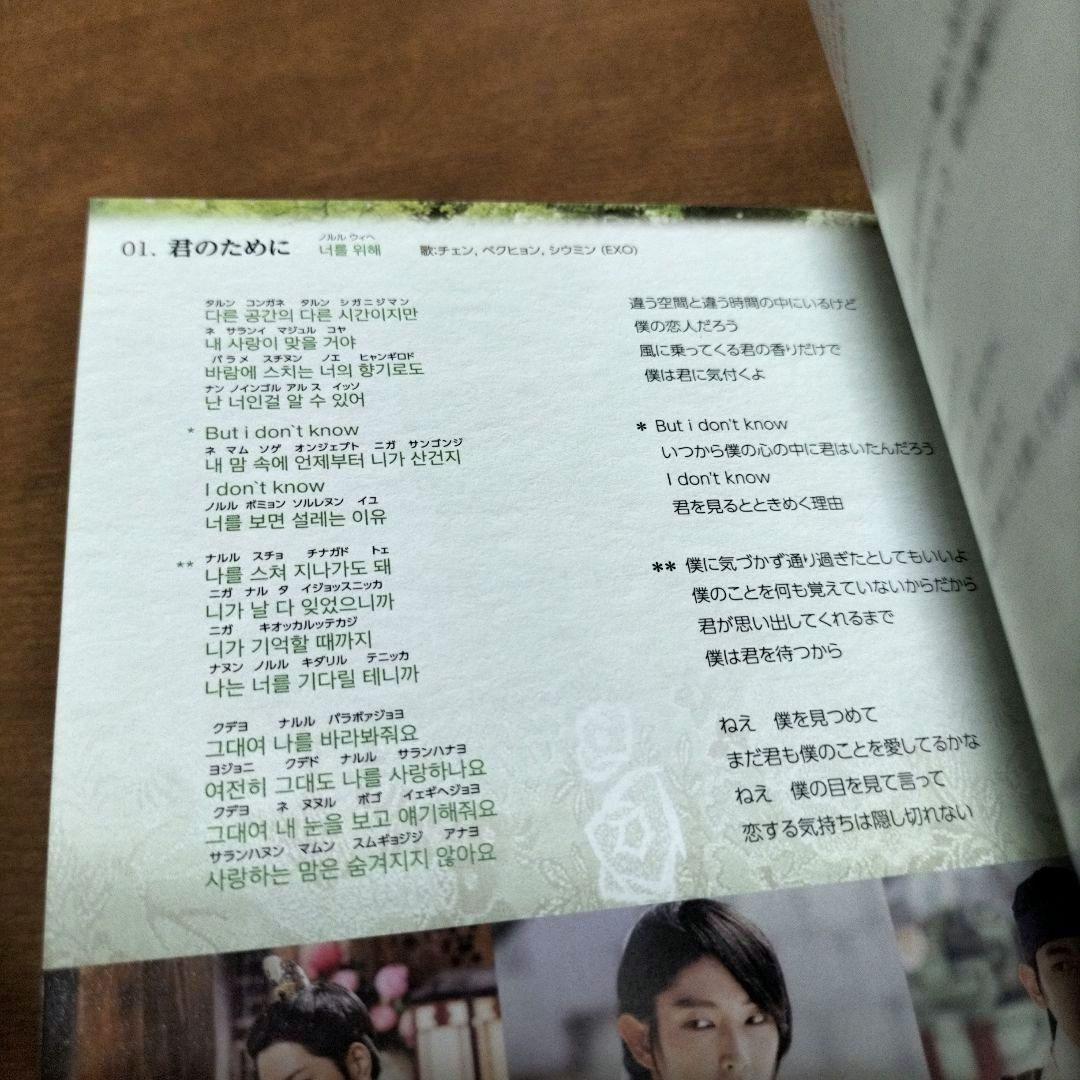 01. 君のために 너를 위해 歌:チェン, ベクヒョン, シウミン (EXO)
ノルル ウィヘ
タルン コンガネ タルン シガニジマン
다른 공간의 다른 시간이지만
ネ サランイ マジュル コヤ
내 사랑이 맞을 거야
パラメ スチヌン ノエ ヒャンギロド
바람에 스치는 너의 향기로도
ナン ノインゴル アル ス イッソ
난 너인걸 알 수 있어
* But i don`t know
ネ マム ソゲ オンジェブト ニガ サンゴンジ
내 맘 속에 언제부터 니가 산건지
I don`t know
ノルル ボミョン ソルレヌン イユ
너를 보면 설레는 이유
** ナルル スチョ チナガド トェ
나를 스쳐 지나가도 돼
ニガ ナル タ イジョッスニッカ
니가 날 다 잊었으니까
ニガ キオッカルッテカジ
니가 기억할 때까지
ナヌン ノルル キダリル テニッカ
나는 너를 기다릴 테니까
クデヨ ナルル パラボァジョヨ
그대여 나를 바라봐줘요
ヨジョニ クデド ナルル サランハナヨ
여전히 그대도 나를 사랑하나요
クデヨ ネ ヌヌル ボゴ イェギヘジョヨ
그대여 내 눈을 보고 얘기해줘요
サランハヌン マムン スムギョジジ アナヨ
사랑하는 맘은 숨겨지지 않아요
違う空間と違う時間の中にいるけど
僕の恋人だろう
風に乗ってくる君の香りだけで
僕は君に気付くよ
* But i don't know
いつから僕の心の中に君はいたんだろう
I don't know
君を見るとときめく理由
** 僕に気づかず通り過ぎたとしてもいいよ
僕のことを何も覚えていないからだから
君が思い出してくれるまで
僕は君を待つから
ねえ 僕を見つめて
まだ君も僕のことを愛してるかな
ねえ 僕の目を見て言って
恋する気持ちは隠し切れない